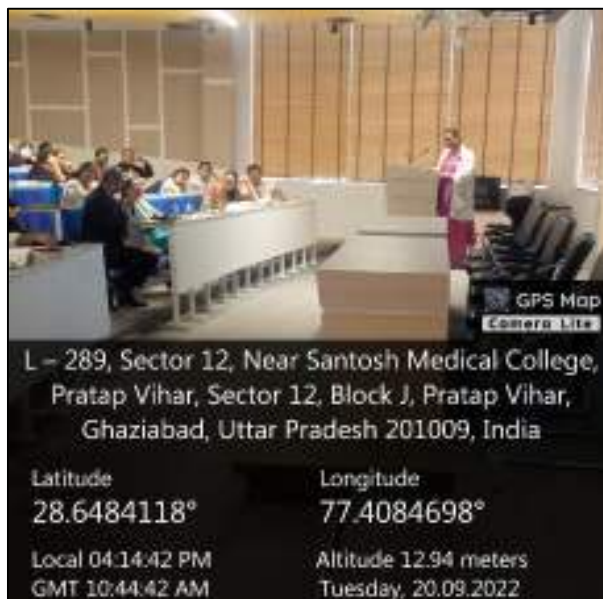 GPS Map
Camera Lite
L – 289, Sector 12, Near Santosh Medical College,
Pratap Vihar, Sector 12, Block J, Pratap Vihar,
Ghaziabad, Uttar Pradesh 201009, India
Latitude
28.6484118°
Longitude
77.4084698°
Local 04:14:42 PM
GMT 10:44:42 AM
Altitude 12.94 meters
Tuesday, 20.09.2022